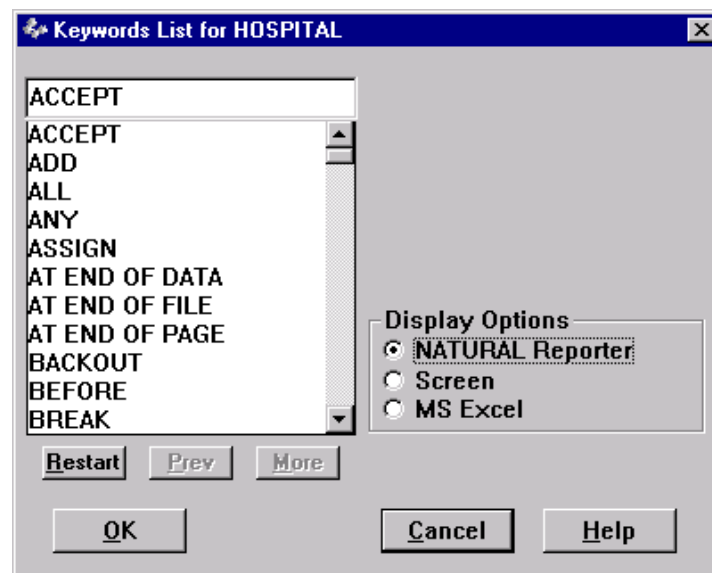 Keywords List for HOSPITAL
ACCEPT
ACCEPT
ADD
ALL
ANY
ASSIGN
AT END OF DATA
AT END OF FILE
AT END OF PAGE
BACKOUT
BEFORE
BREAK
Display Options
NATURAL Reporter
Screen
MS Excel
Restart Prev More
OK Cancel Help